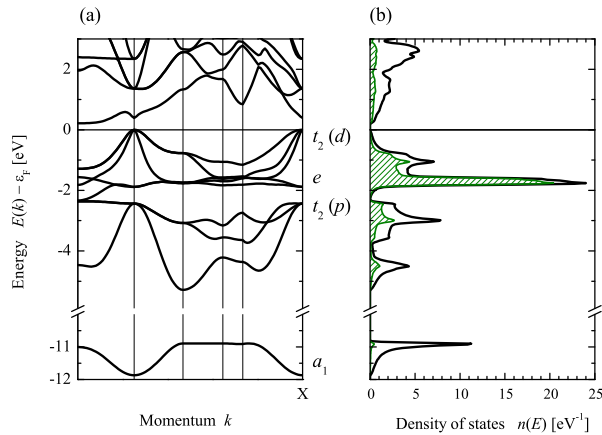 (a)
(b)
2
0
-2
-4
-11
-12
Energy E(k) − εF [eV]
t2(d)
e
t2(p)
a1
X
Momentum k
0 5 10 15 20 25
Density of states n(E) [eV⁻¹]